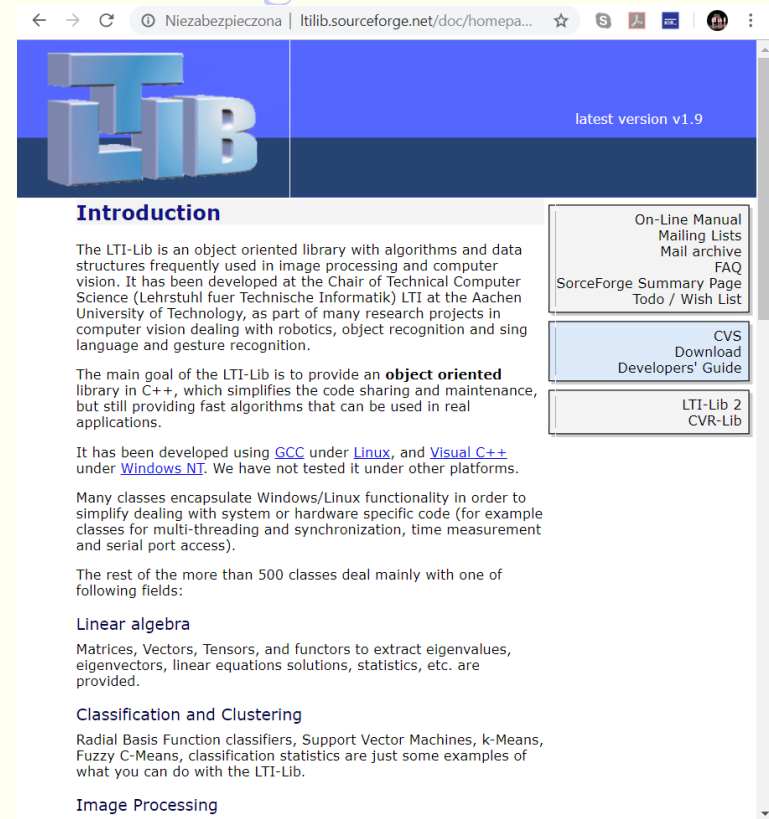 Niezabezpieczona | ltilib.sourceforge.net/doc/homepa...
LTI LIB
latest version v1.9
Introduction
The LTI-Lib is an object oriented library with algorithms and data
structures frequently used in image processing and computer
vision. It has been developed at the Chair of Technical Computer
Science (Lehrstuhl fuer Technische Informatik) LTI at the Aachen
University of Technology, as part of many research projects in
computer vision dealing with robotics, object recognition and sing
language and gesture recognition.
The main goal of the LTI-Lib is to provide an object oriented
library in C++, which simplifies the code sharing and maintenance,
but still providing fast algorithms that can be used in real
applications.
It has been developed using GCC under Linux, and Visual C++
under Windows NT. We have not tested it under other platforms.
Many classes encapsulate Windows/Linux functionality in order to
simplify dealing with system or hardware specific code (for example
classes for multi-threading and synchronization, time measurement
and serial port access).
The rest of the more than 500 classes deal mainly with one of
following fields:
Linear algebra
Matrices, Vectors, Tensors, and functors to extract eigenvalues,
eigenvectors, linear equations solutions, statistics, etc. are
provided.
Classification and Clustering
Radial Basis Function classifiers, Support Vector Machines, k-Means,
Fuzzy C-Means, classification statistics are just some examples of
what you can do with the LTI-Lib.
Image Processing
On-Line Manual
Mailing Lists
Mail archive
FAQ
SorceForge Summary Page
Todo / Wish List
CVS
Download
Developers' Guide
LTI-Lib 2
CVR-Lib